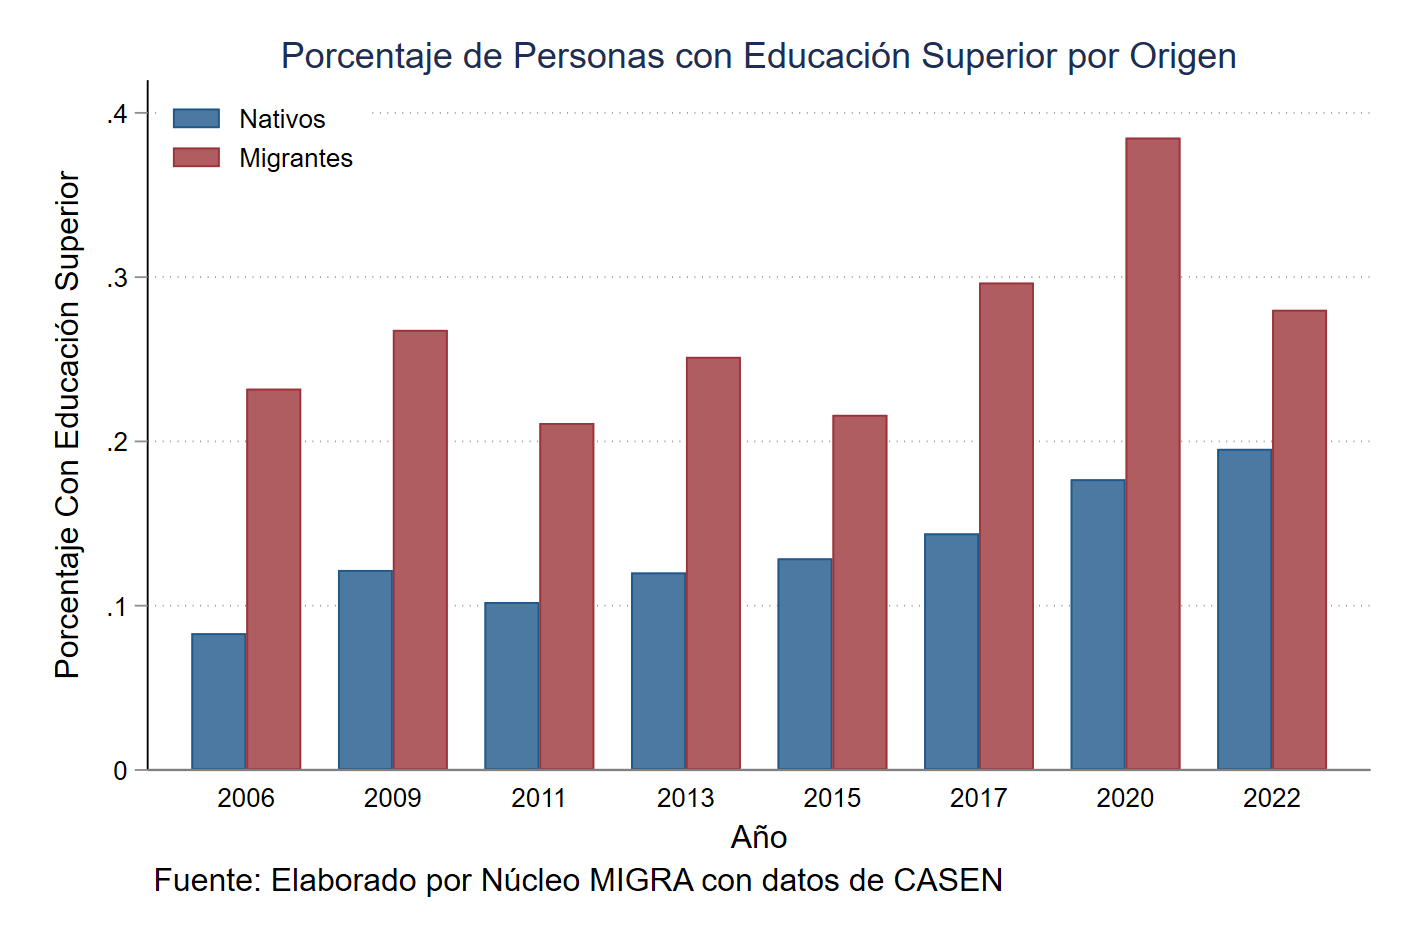 Porcentaje de Personas con Educación Superior por Origen
Nativos
Migrantes
Porcentaje Con Educación Superior
.4
.3
.2
.1
0
2006 2009 2011 2013 2015 2017 2020 2022
Año
Fuente: Elaborado por Núcleo MIGRA con datos de CASEN